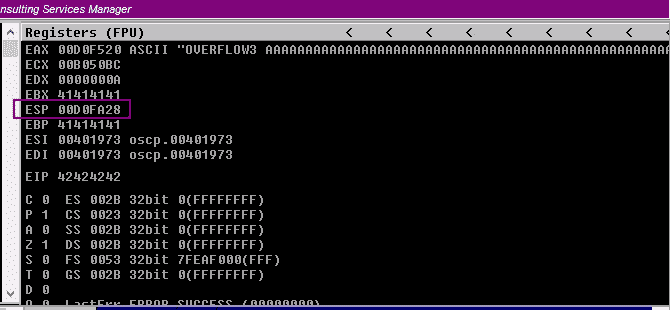 nsulting Services Manager
Registers (FPU) < < < < < < < < <
EAX 00D0F520 ASCII "OVERFLOW3 AAAAAAAAAAAAAAAAAAAAAAAAAAAAAAAAAAAAAAAAAAAAAAAAAA
ECX 00B050BC
EDX 0000000A
EBX 41414141
ESP 00D0FA28
EBP 41414141
ESI 00401973 oscp.00401973
EDI 00401973 oscp.00401973
EIP 42424242
C 0 ES 002B 32bit 0(FFFFFFFF)
P 1 CS 0023 32bit 0(FFFFFFFF)
A 0 SS 002B 32bit 0(FFFFFFFF)
Z 1 DS 002B 32bit 0(FFFFFFFF)
S 0 FS 0053 32bit 7FEAF000(FFF)
T 0 GS 002B 32bit 0(FFFFFFFF)
D 0
O 0 LastErr ERROR_SUCCESS (00000000)